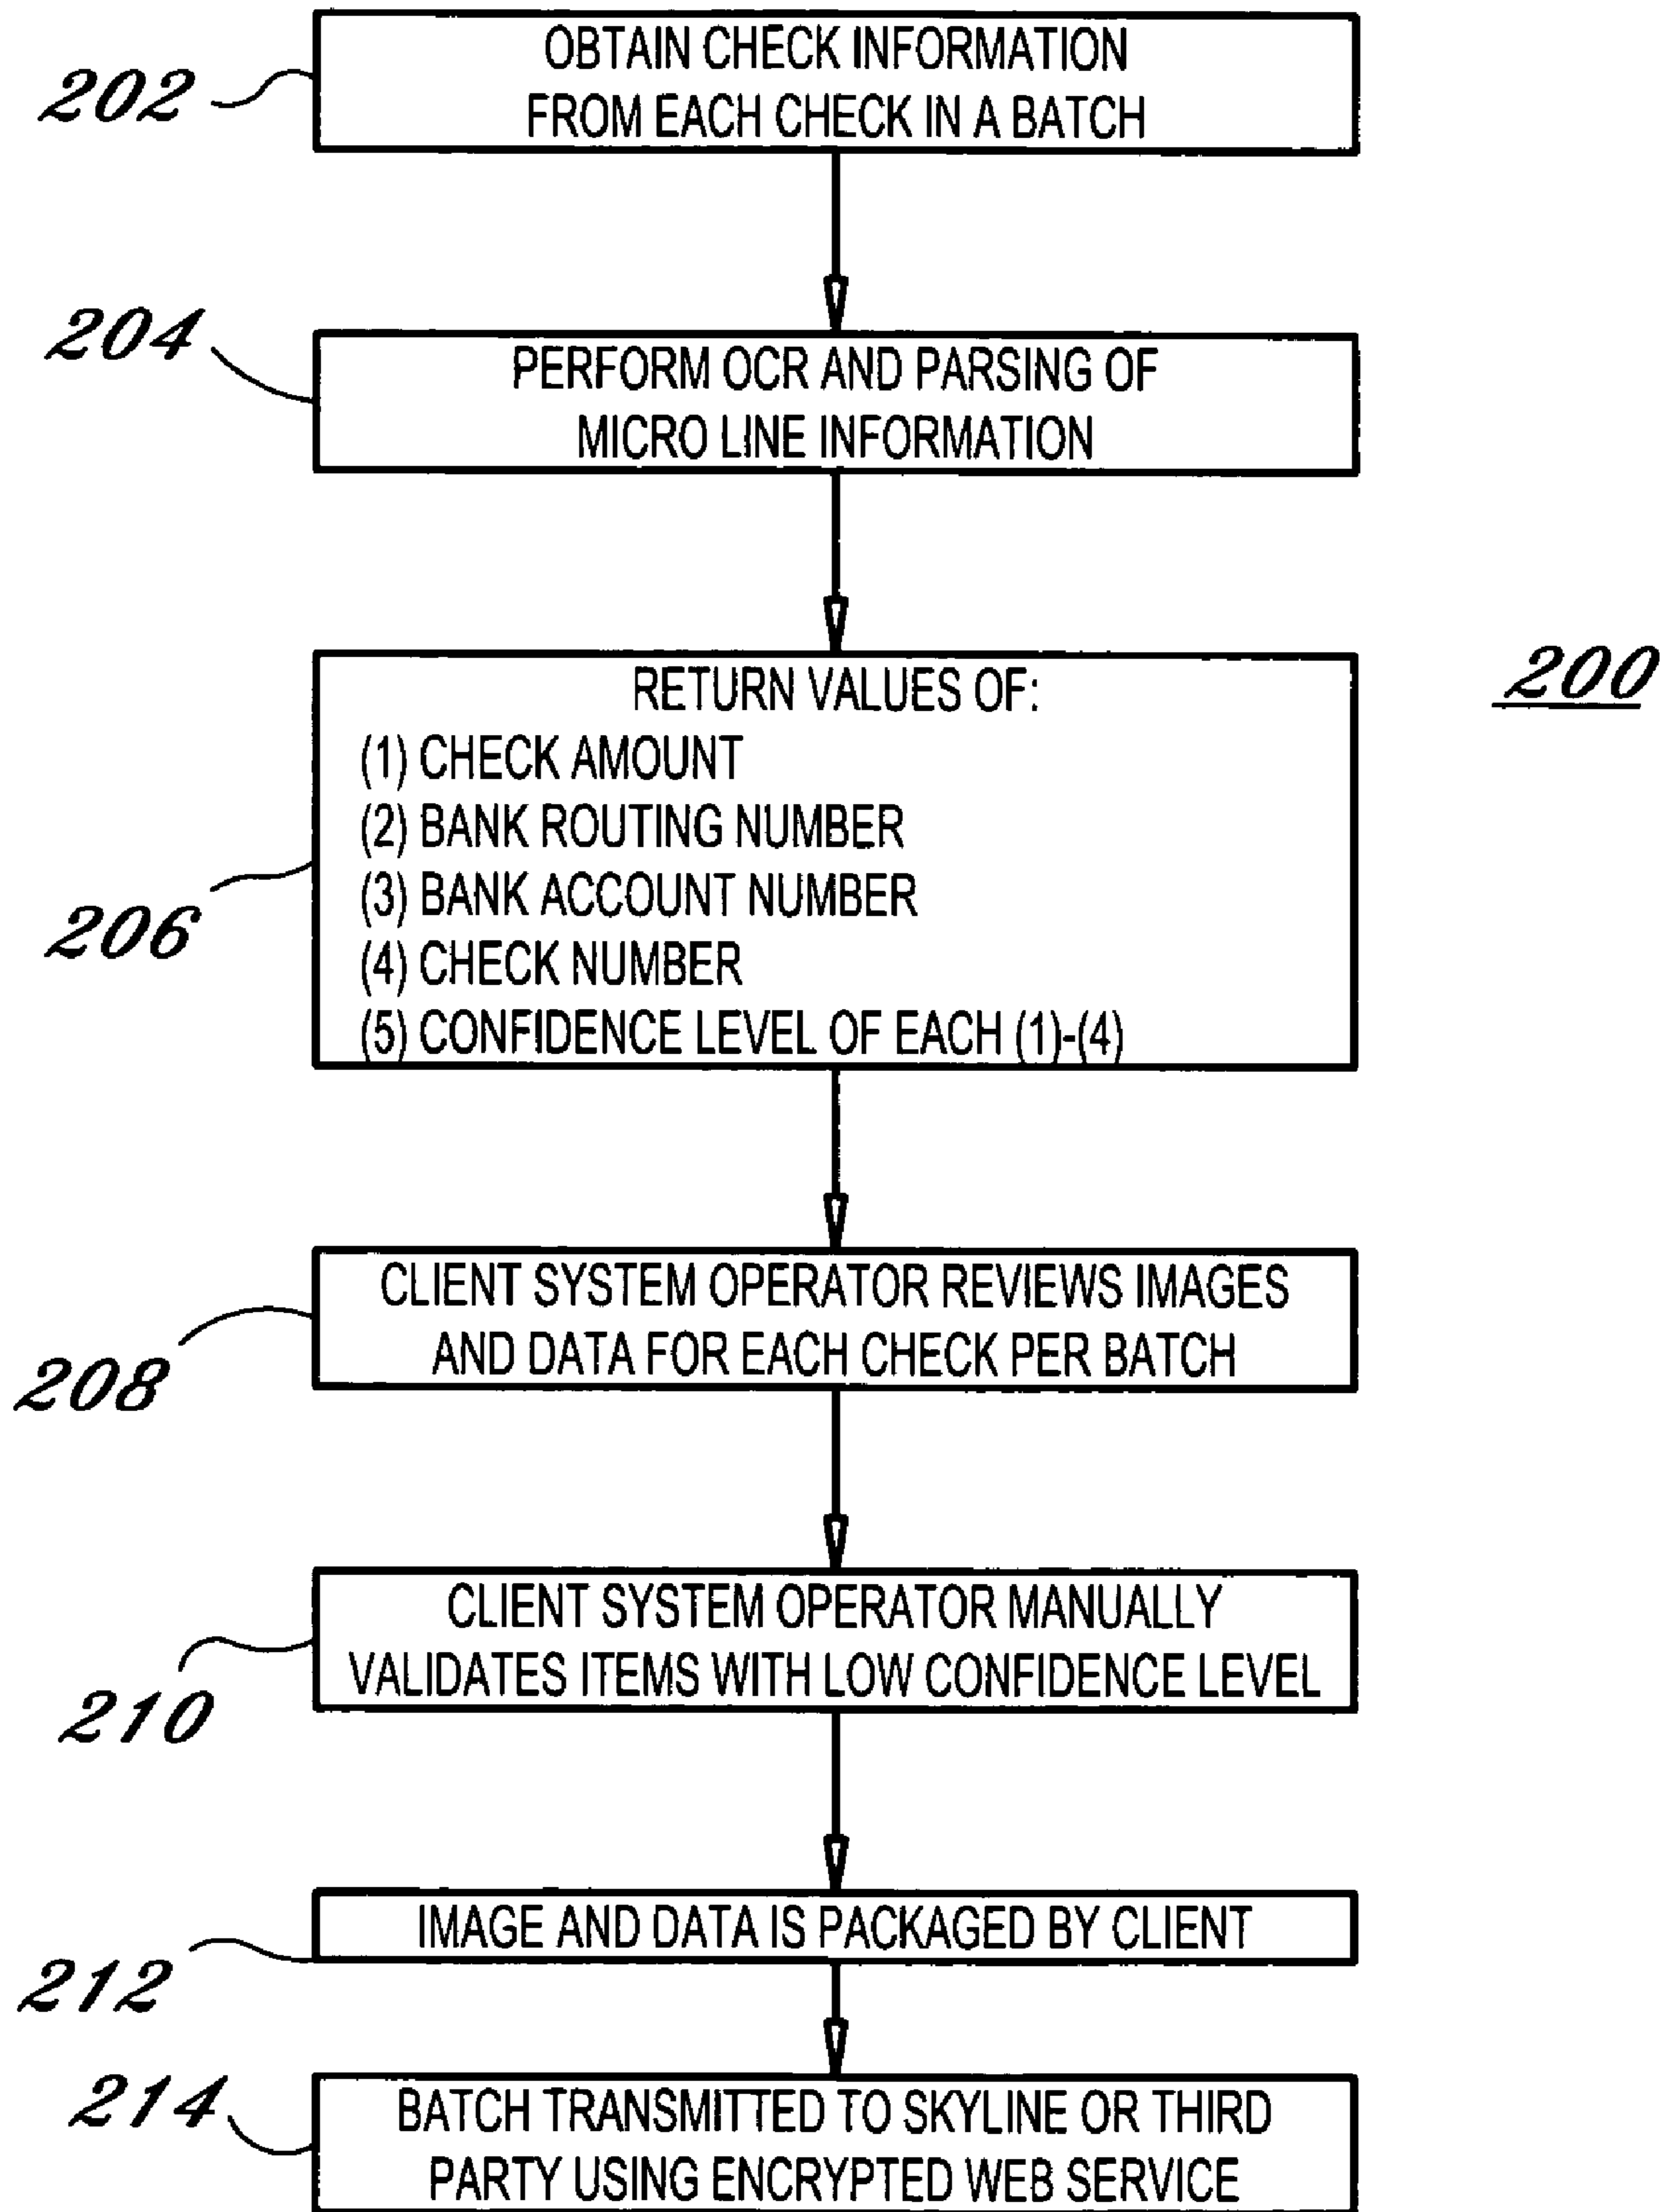 202
OBTAIN CHECK INFORMATION
FROM EACH CHECK IN A BATCH
204
PERFORM OCR AND PARSING OF
MICRO LINE INFORMATION
200
206
RETURN VALUES OF:
(1) CHECK AMOUNT
(2) BANK ROUTING NUMBER
(3) BANK ACCOUNT NUMBER
(4) CHECK NUMBER
(5) CONFIDENCE LEVEL OF EACH (1)-(4)
208
CLIENT SYSTEM OPERATOR REVIEWS IMAGES
AND DATA FOR EACH CHECK PER BATCH
210
CLIENT SYSTEM OPERATOR MANUALLY
VALIDATES ITEMS WITH LOW CONFIDENCE LEVEL
212
IMAGE AND DATA IS PACKAGED BY CLIENT
214
BATCH TRANSMITTED TO SKYLINE OR THIRD
PARTY USING ENCRYPTED WEB SERVICE